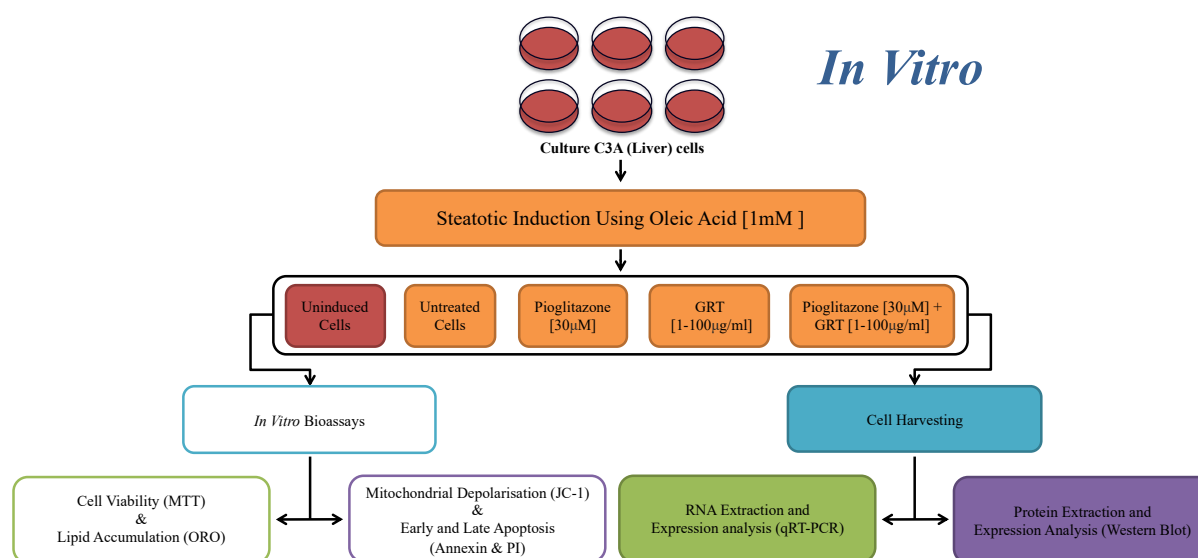 In Vitro
Culture C3A (Liver) cells
Steatotic Induction Using Oleic Acid [1mM ]
Uninduced
Cells
Untreated
Cells
Pioglitazone
[30μM]
GRT
[1-100μg/ml]
Pioglitazone [30μM] +
GRT [1-100μg/ml]
In Vitro Bioassays
Cell Harvesting
Cell Viability (MTT)
&
Lipid Accumulation (ORO)
Mitochondrial Depolarisation (JC-1)
&
Early and Late Apoptosis
(Annexin & PI)
RNA Extraction and
Expression analysis (qRT-PCR)
Protein Extraction and
Expression Analysis (Western Blot)